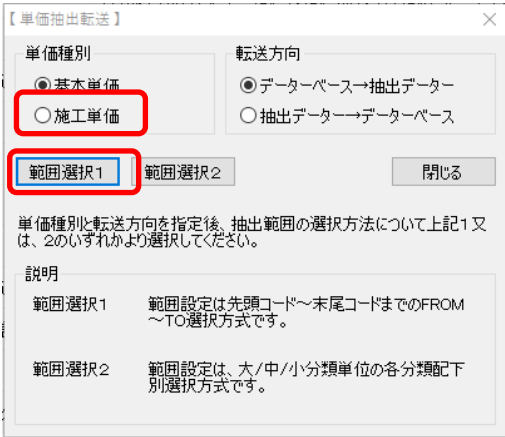 【 単価抽出転送 】
単価種別
基本単価
施工単価
転送方向
データーベース→抽出データー
抽出データー→データーベース
範囲選択1
範囲選択2
閉じる
単価種別と転送方向を指定後、抽出範囲の選択方法について上記1又
は、2のいずれかより選択してください。
説明
範囲選択1
範囲設定は先頭コード～末尾コードまでのFROM
～TO選択方式です。
範囲選択2
範囲設定は、大/中/小分類単位の各分類配下
別選択方式です。